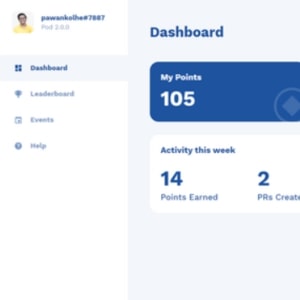 pawankolhe#7887
Pod 2.0.0
Dashboard
Leaderboard
Events
Help
Dashboard
My Points
105
Activity this week
14
Points Earned
2
PRs Create